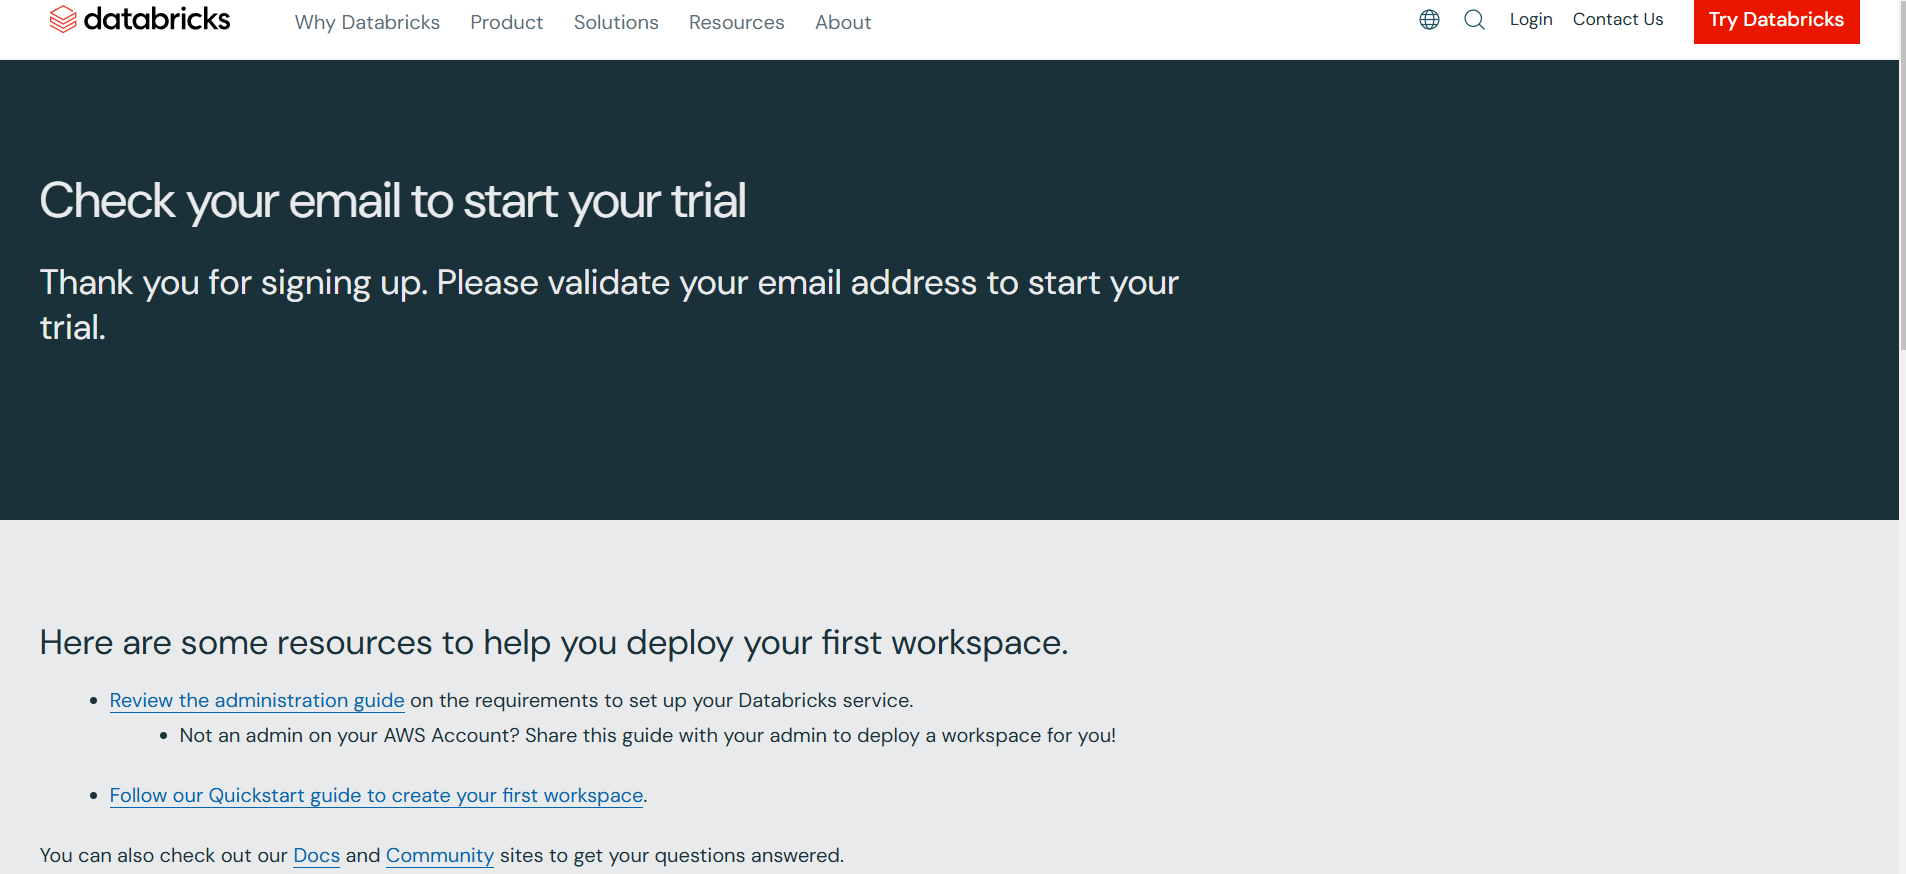 databricks
Why Databricks Product Solutions Resources About
Login Contact Us Try Databricks
Check your email to start your trial
Thank you for signing up. Please validate your email address to start your
trial.
Here are some resources to help you deploy your first workspace.
Review the administration guide on the requirements to set up your Databricks service.
Not an admin on your AWS Account? Share this guide with your admin to deploy a workspace for you!
Follow our Quickstart guide to create your first workspace.
You can also check out our Docs and Community sites to get your questions answered.